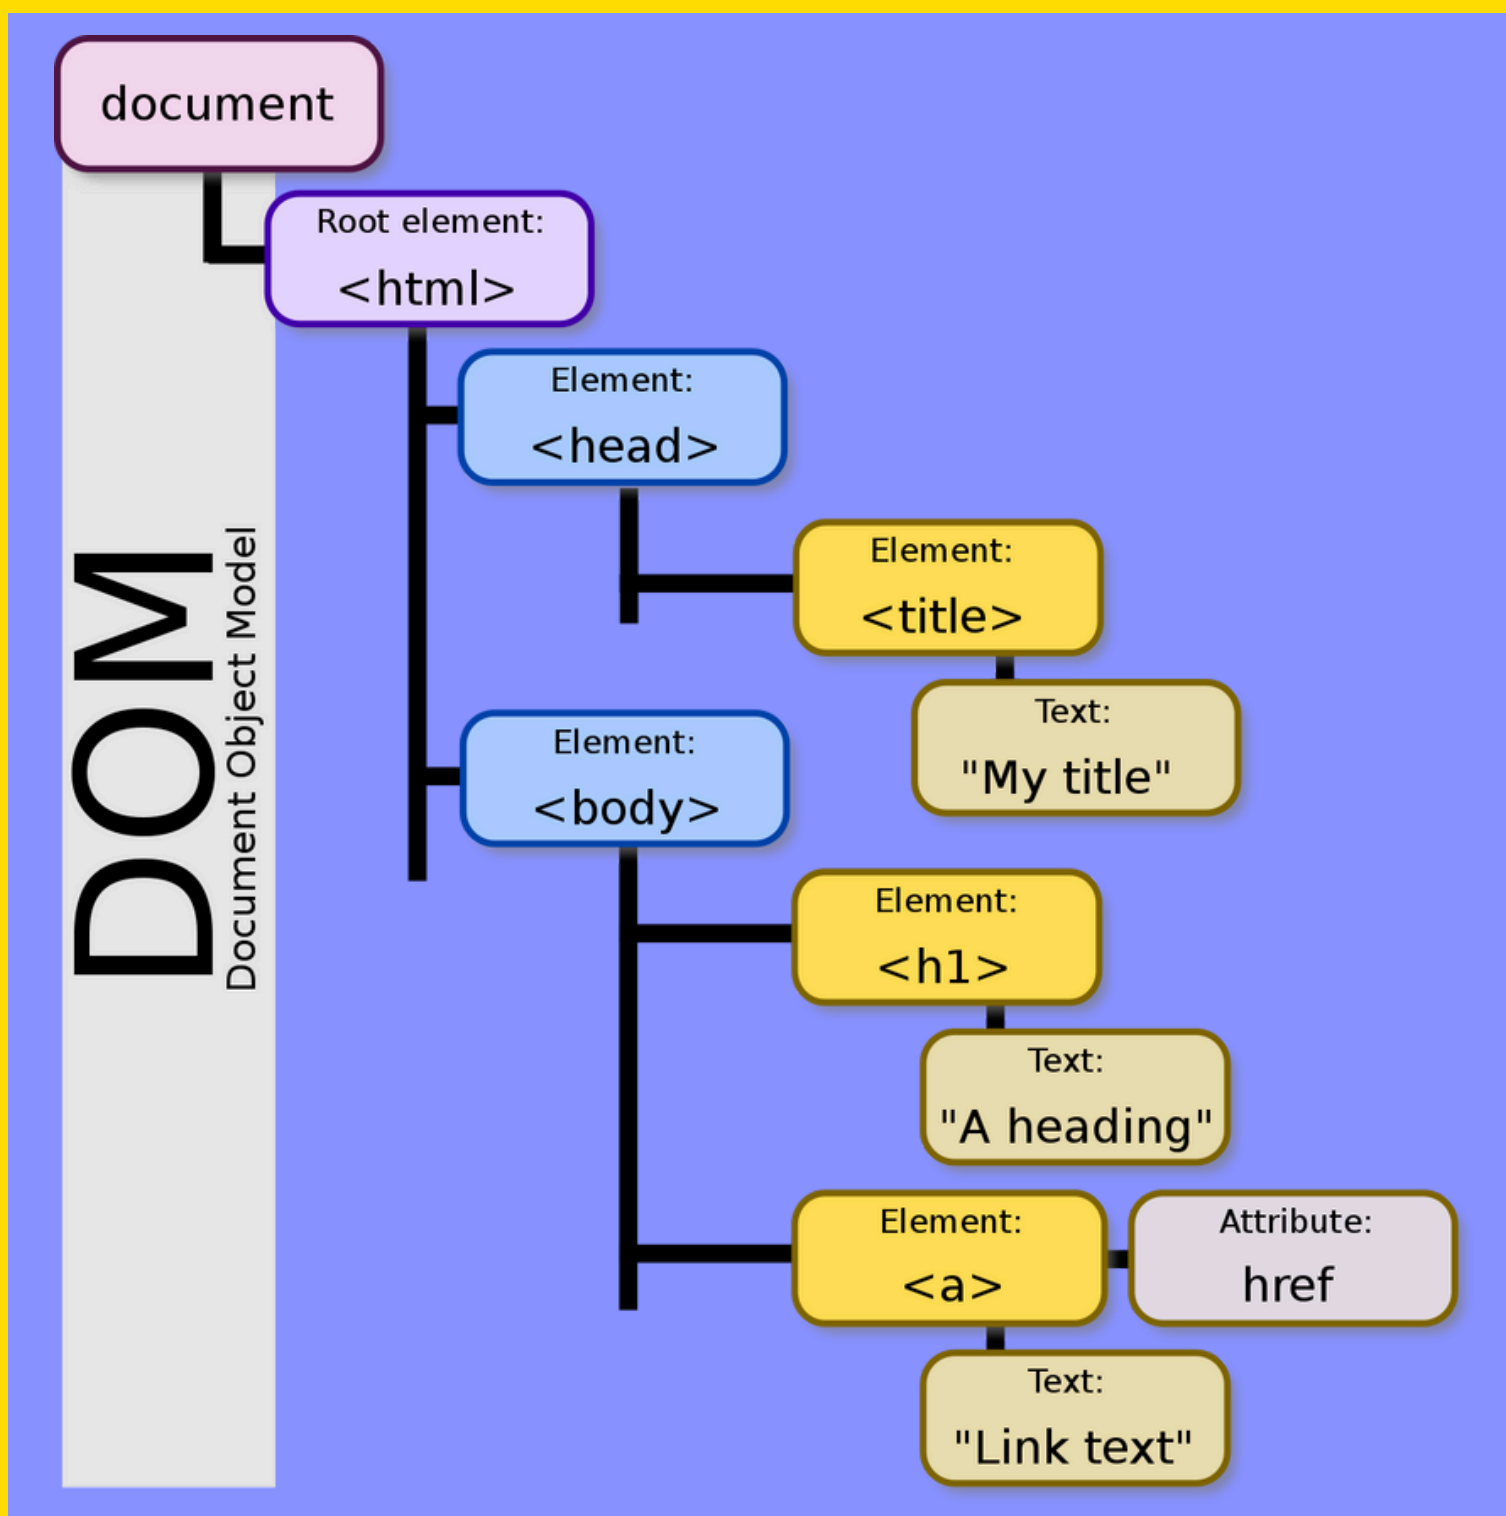 document
Root element:
<html>
Element:
<head>
Element:
<title>
Text:
"My title"
Element:
<body>
Element:
<h1>
Text:
"A heading"
Element:
<a>
Attribute:
href
Text:
"Link text"
DOM
Document Object Model